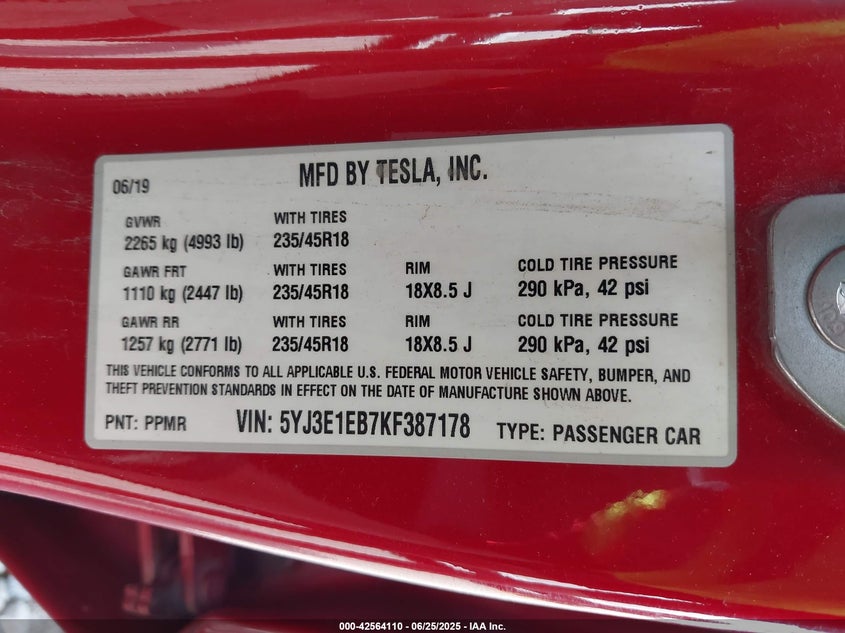 06/19
MFD BY TESLA, INC.
GVWR WITH TIRES
2265 kg (4993 lb) 235/45R18
GAWR FRT WITH TIRES RIM COLD TIRE PRESSURE
1110 kg (2447 lb) 235/45R18 18X8.5 J 290 kPa, 42 psi
GAWR RR WITH TIRES RIM COLD TIRE PRESSURE
1257 kg (2771 lb) 235/45R18 18X8.5 J 290 kPa, 42 psi
THIS VEHICLE CONFORMS TO ALL APPLICABLE U.S. FEDERAL MOTOR VEHICLE SAFETY, BUMPER, AND
THEFT PREVENTION STANDARDS IN EFFECT ON THE DATE OF MANUFACTURE SHOWN ABOVE.
PNT: PPMR VIN: 5YJ3E1EB7KF387178 TYPE: PASSENGER CAR
000-42564110 - 06/25/2025 - IAA Inc.